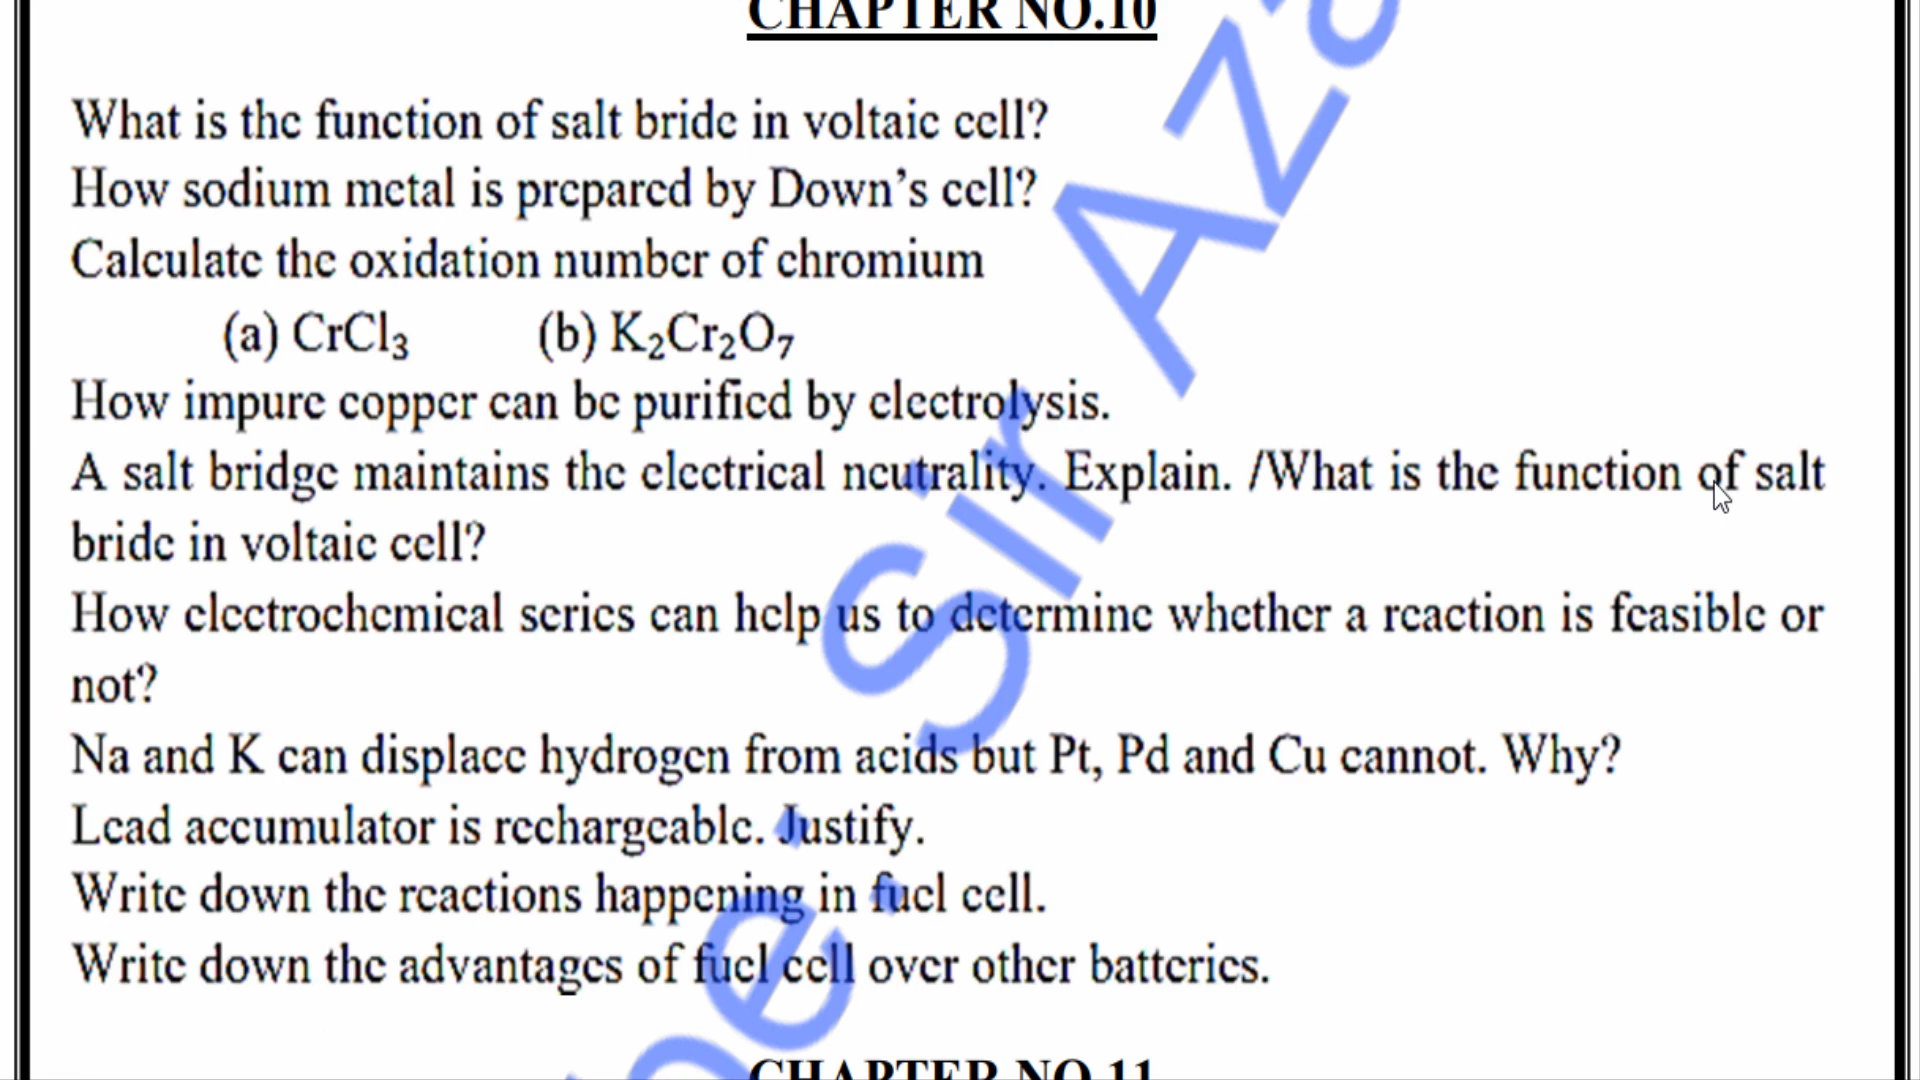 CHAPTER NO.10
What is the function of salt bride in voltaic cell?
How sodium metal is prepared by Down's cell?
Calculate the oxidation number of chromium
(a) CrCl₃ (b) K₂Cr₂O₇
How impure copper can be purified by electrolysis.
A salt bridge maintains the electrical neutrality. Explain. /What is the function of salt
bride in voltaic cell?
How electrochemical series can help us to determine whether a reaction is feasible or
not?
Na and K can displace hydrogen from acids but Pt, Pd and Cu cannot. Why?
Lead accumulator is rechargeable. Justify.
Write down the reactions happening in fuel cell.
Write down the advantages of fuel cell over other batteries.
CHAPTER NO.11
Sir